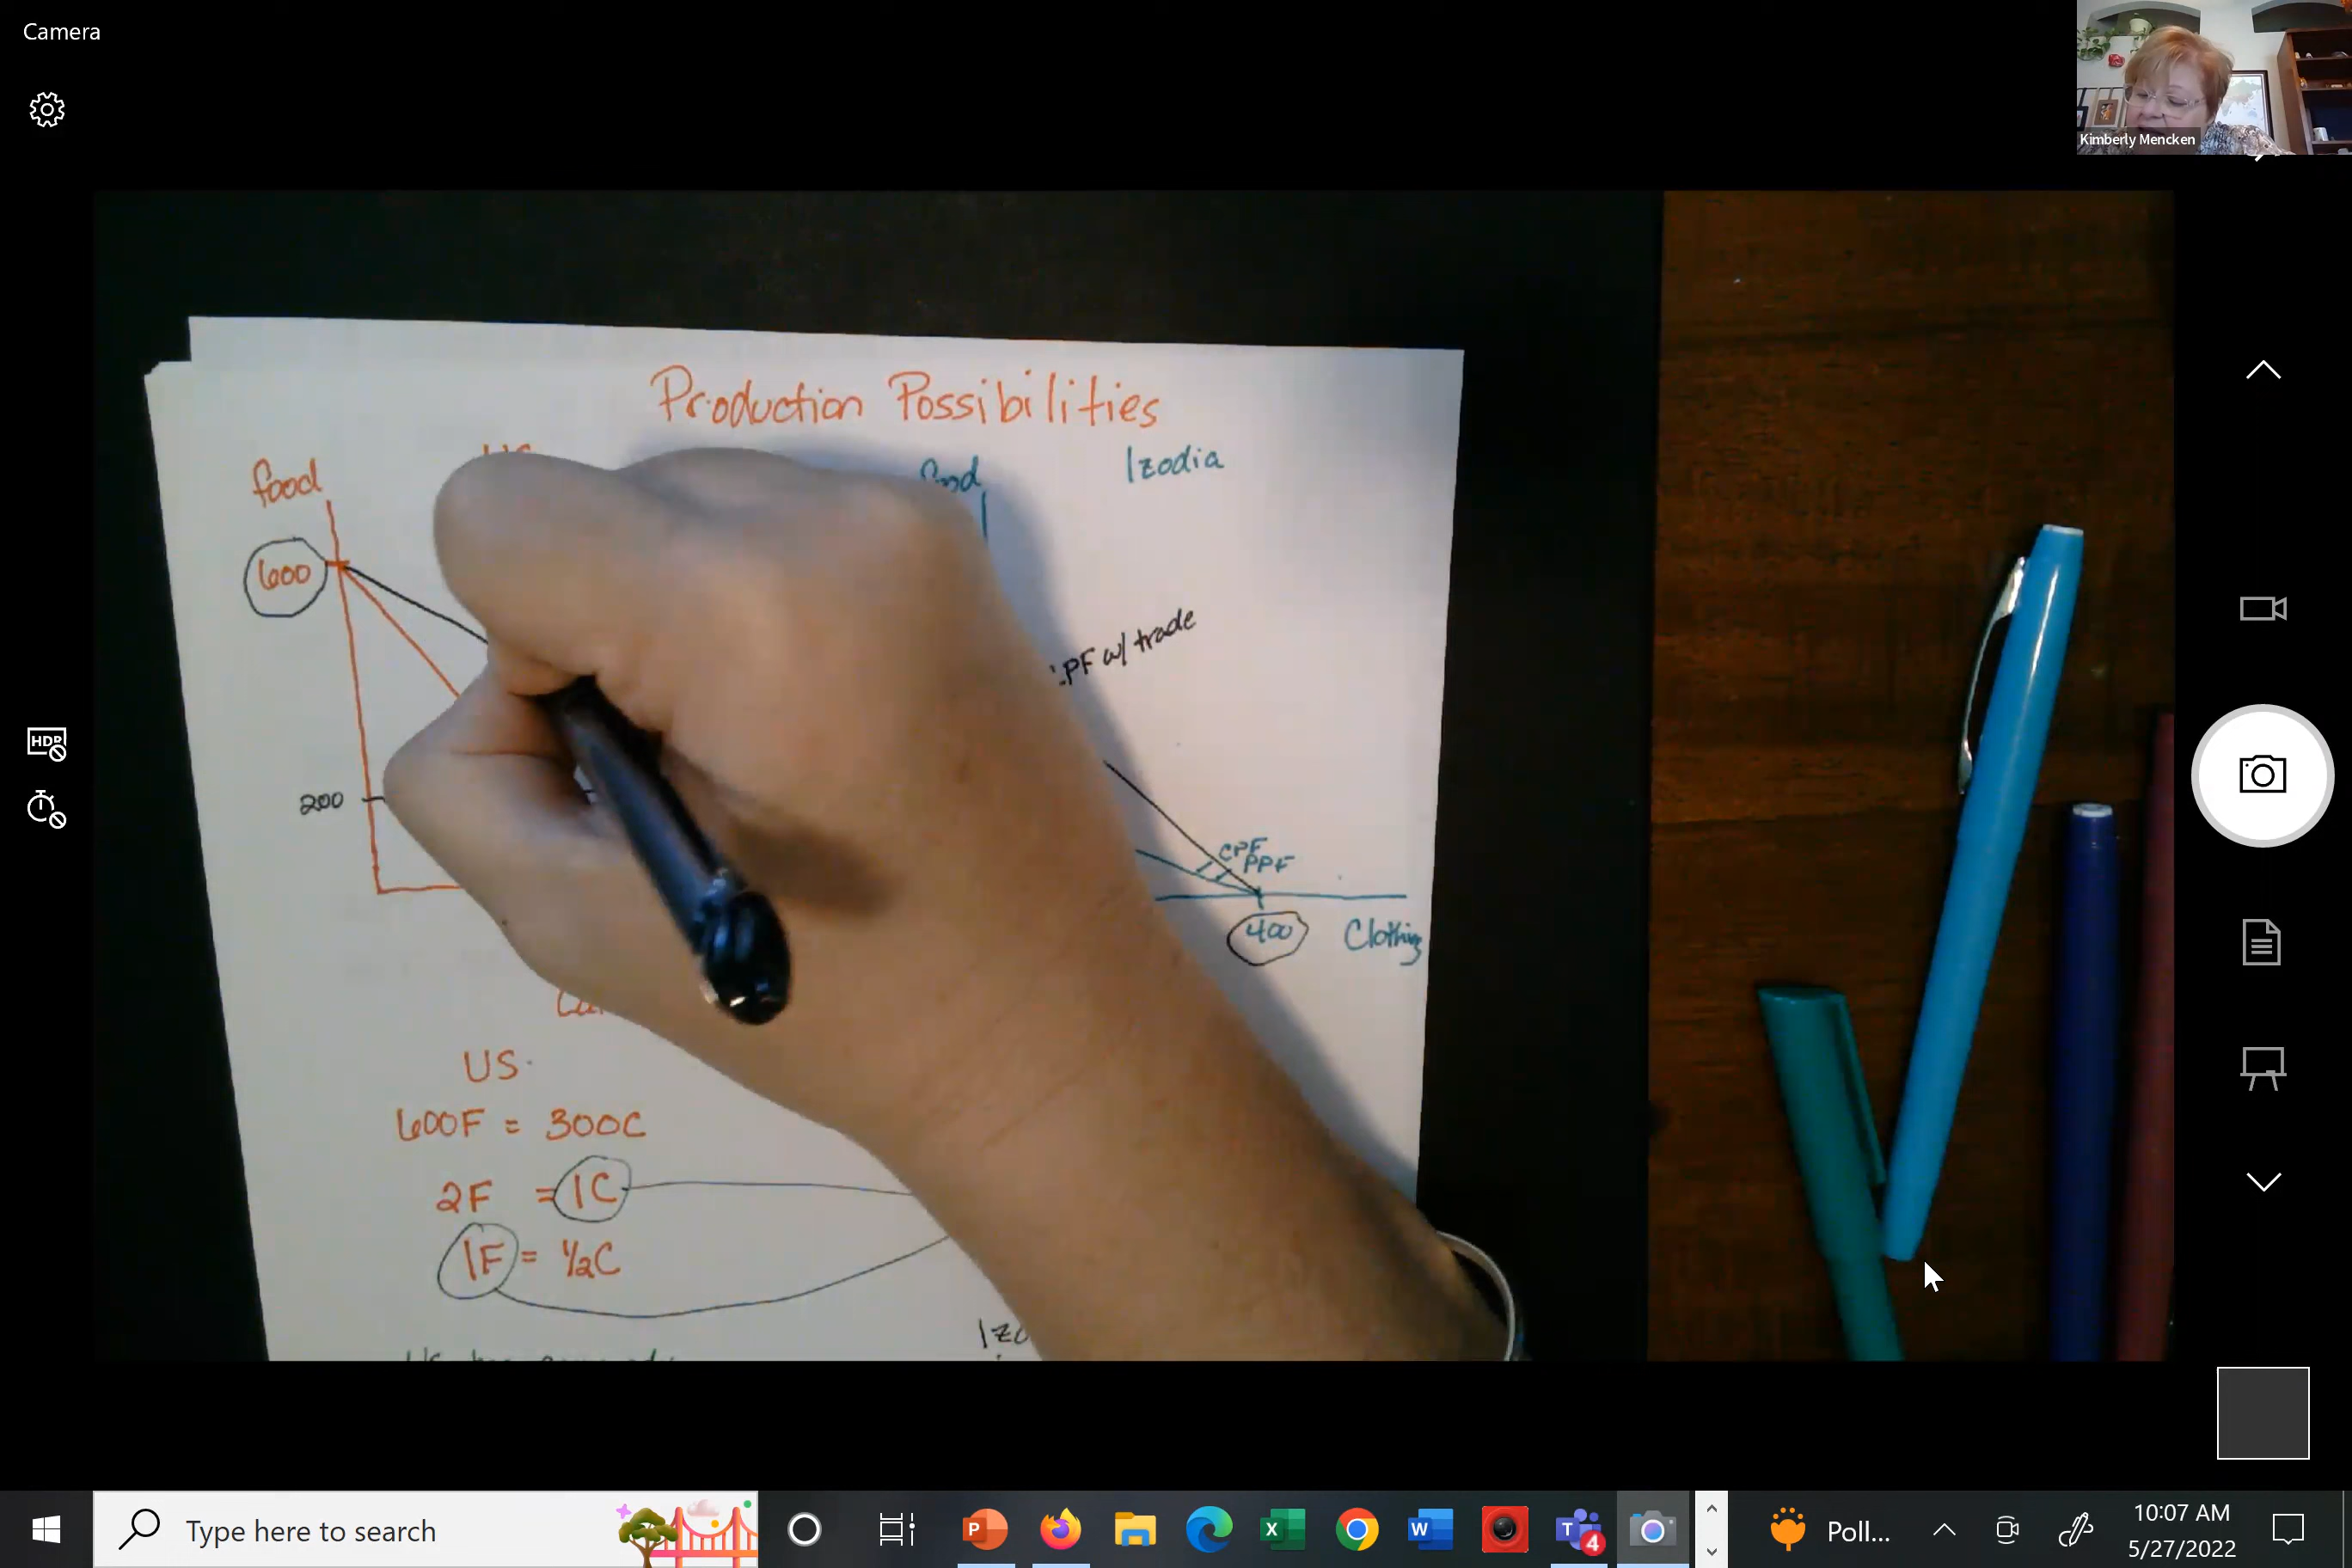 Camera
Kimberly Mencken
Production Possibilities
food
Izodia
600
PF w/ trade
200
CPF
PPF
400
Clothing
US
600F = 300C
2F = 1C
1F = ½C
Type here to search
Poll...
4
10:07 AM
5/27/2022